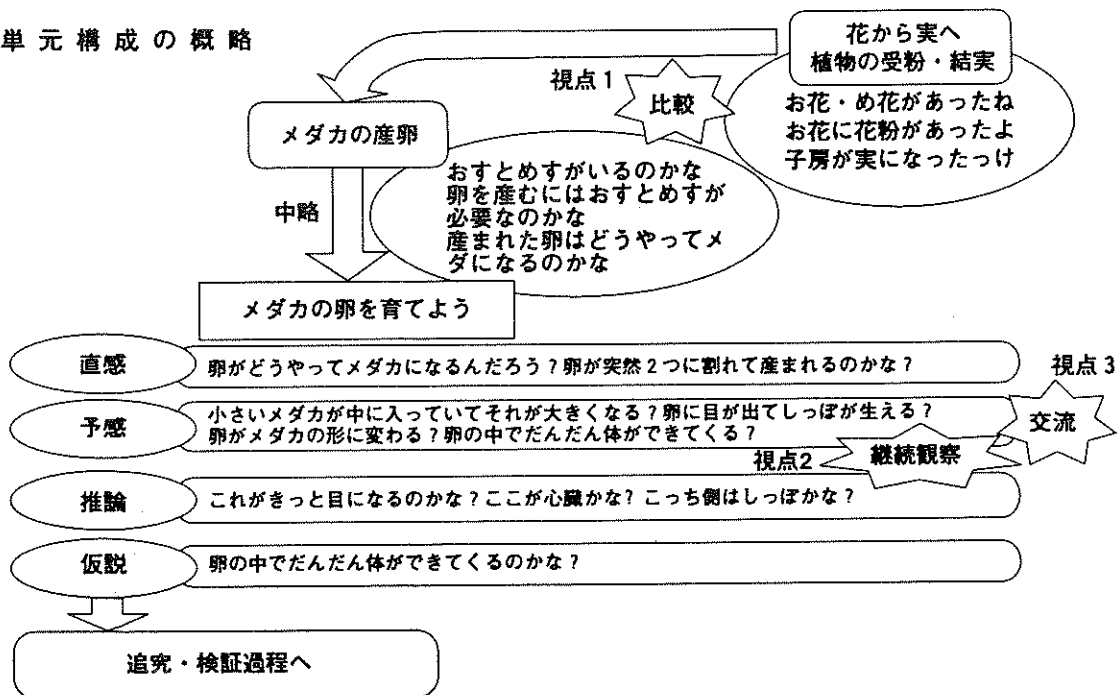 単元構成の概略
花から実へ
植物の受粉・結実
視点1
比較
お花・め花があったね
お花に花粉があったよ
子房が実になったっけ
メダカの産卵
おすとめすがいるのかな
卵を産むにはおすとめすが
必要なのかな
産まれた卵はどうやってメ
ダになるのかな
中略
メダカの卵を育てよう
直感
卵がどうやってメダカになるんだろう?卵が突然2つに割れて産まれるのかな?
視点3
交流
予感
小さいメダカが中に入っていてそれが大きくなる?卵に目が出てしっぽが生える?
卵がメダカの形に変わる?卵の中でだんだん体ができてくる?
視点2
継続観察
推論
これがきっと目になるのかな?ここが心臓かな?こっち側はしっぽかな?
仮説
卵の中でだんだん体ができてくるのかな?
追究・検証過程へ